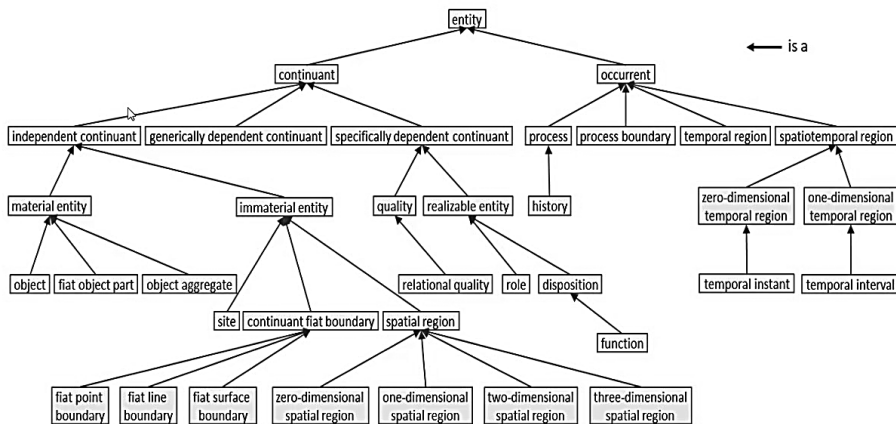 entity
is a
continuant
occurrent
independent continuant
generically dependent continuant
specifically dependent continuant
process
process boundary
temporal region
spatiotemporal region
material entity
immaterial entity
quality
realizable entity
history
zero-dimensional
temporal region
one-dimensional
temporal region
object
fiat object part
object aggregate
relational quality
role
disposition
temporal instant
temporal interval
site
continuant fiat boundary
spatial region
function
fiat point
boundary
fiat line
boundary
fiat surface
boundary
zero-dimensional
spatial region
one-dimensional
spatial region
two-dimensional
spatial region
three-dimensional
spatial region